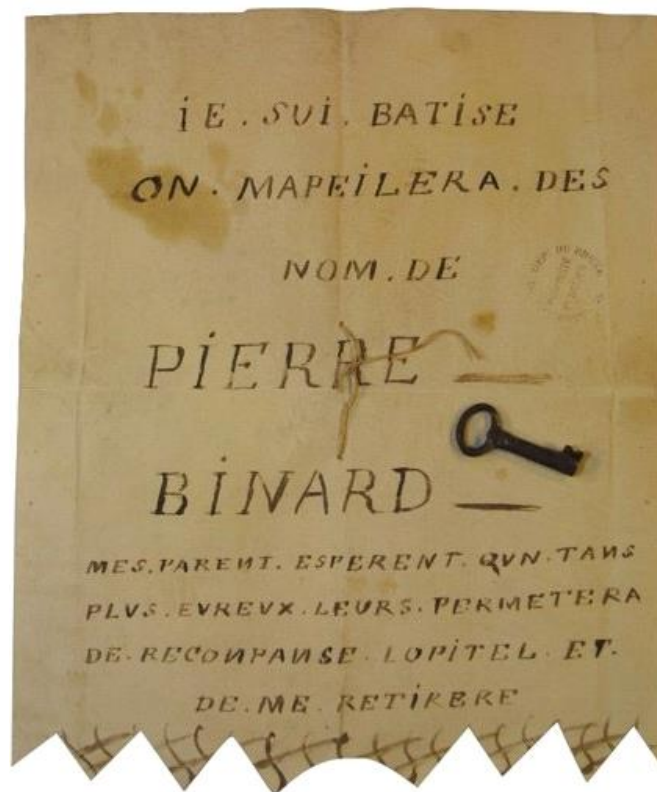 iE . SUi . BATiSE
ON . MAPEiLERA . DES
NOM . DE
PiERRE —
BiNARD —
MES . PARENT . ESPERENT . QVN . TANS
PLVS . EVREVX . LEURS . PERMETERA
DE . RECONPANSE . LOPiTEL . ET .
DE . ME . RETiRERE